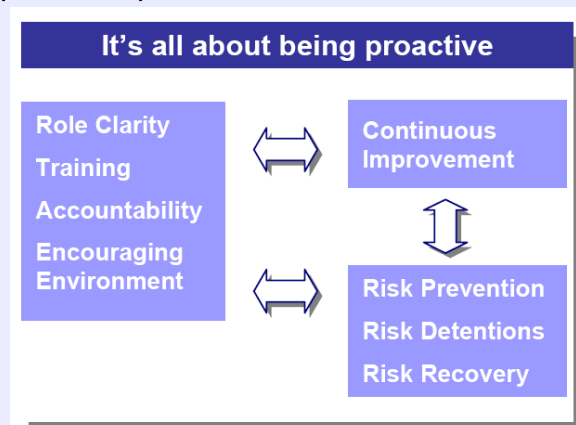 It's all about being proactive
Role Clarity
Training
Accountability
Encouraging
Environment
Continuous
Improvement
Risk Prevention
Risk Detentions
Risk Recovery